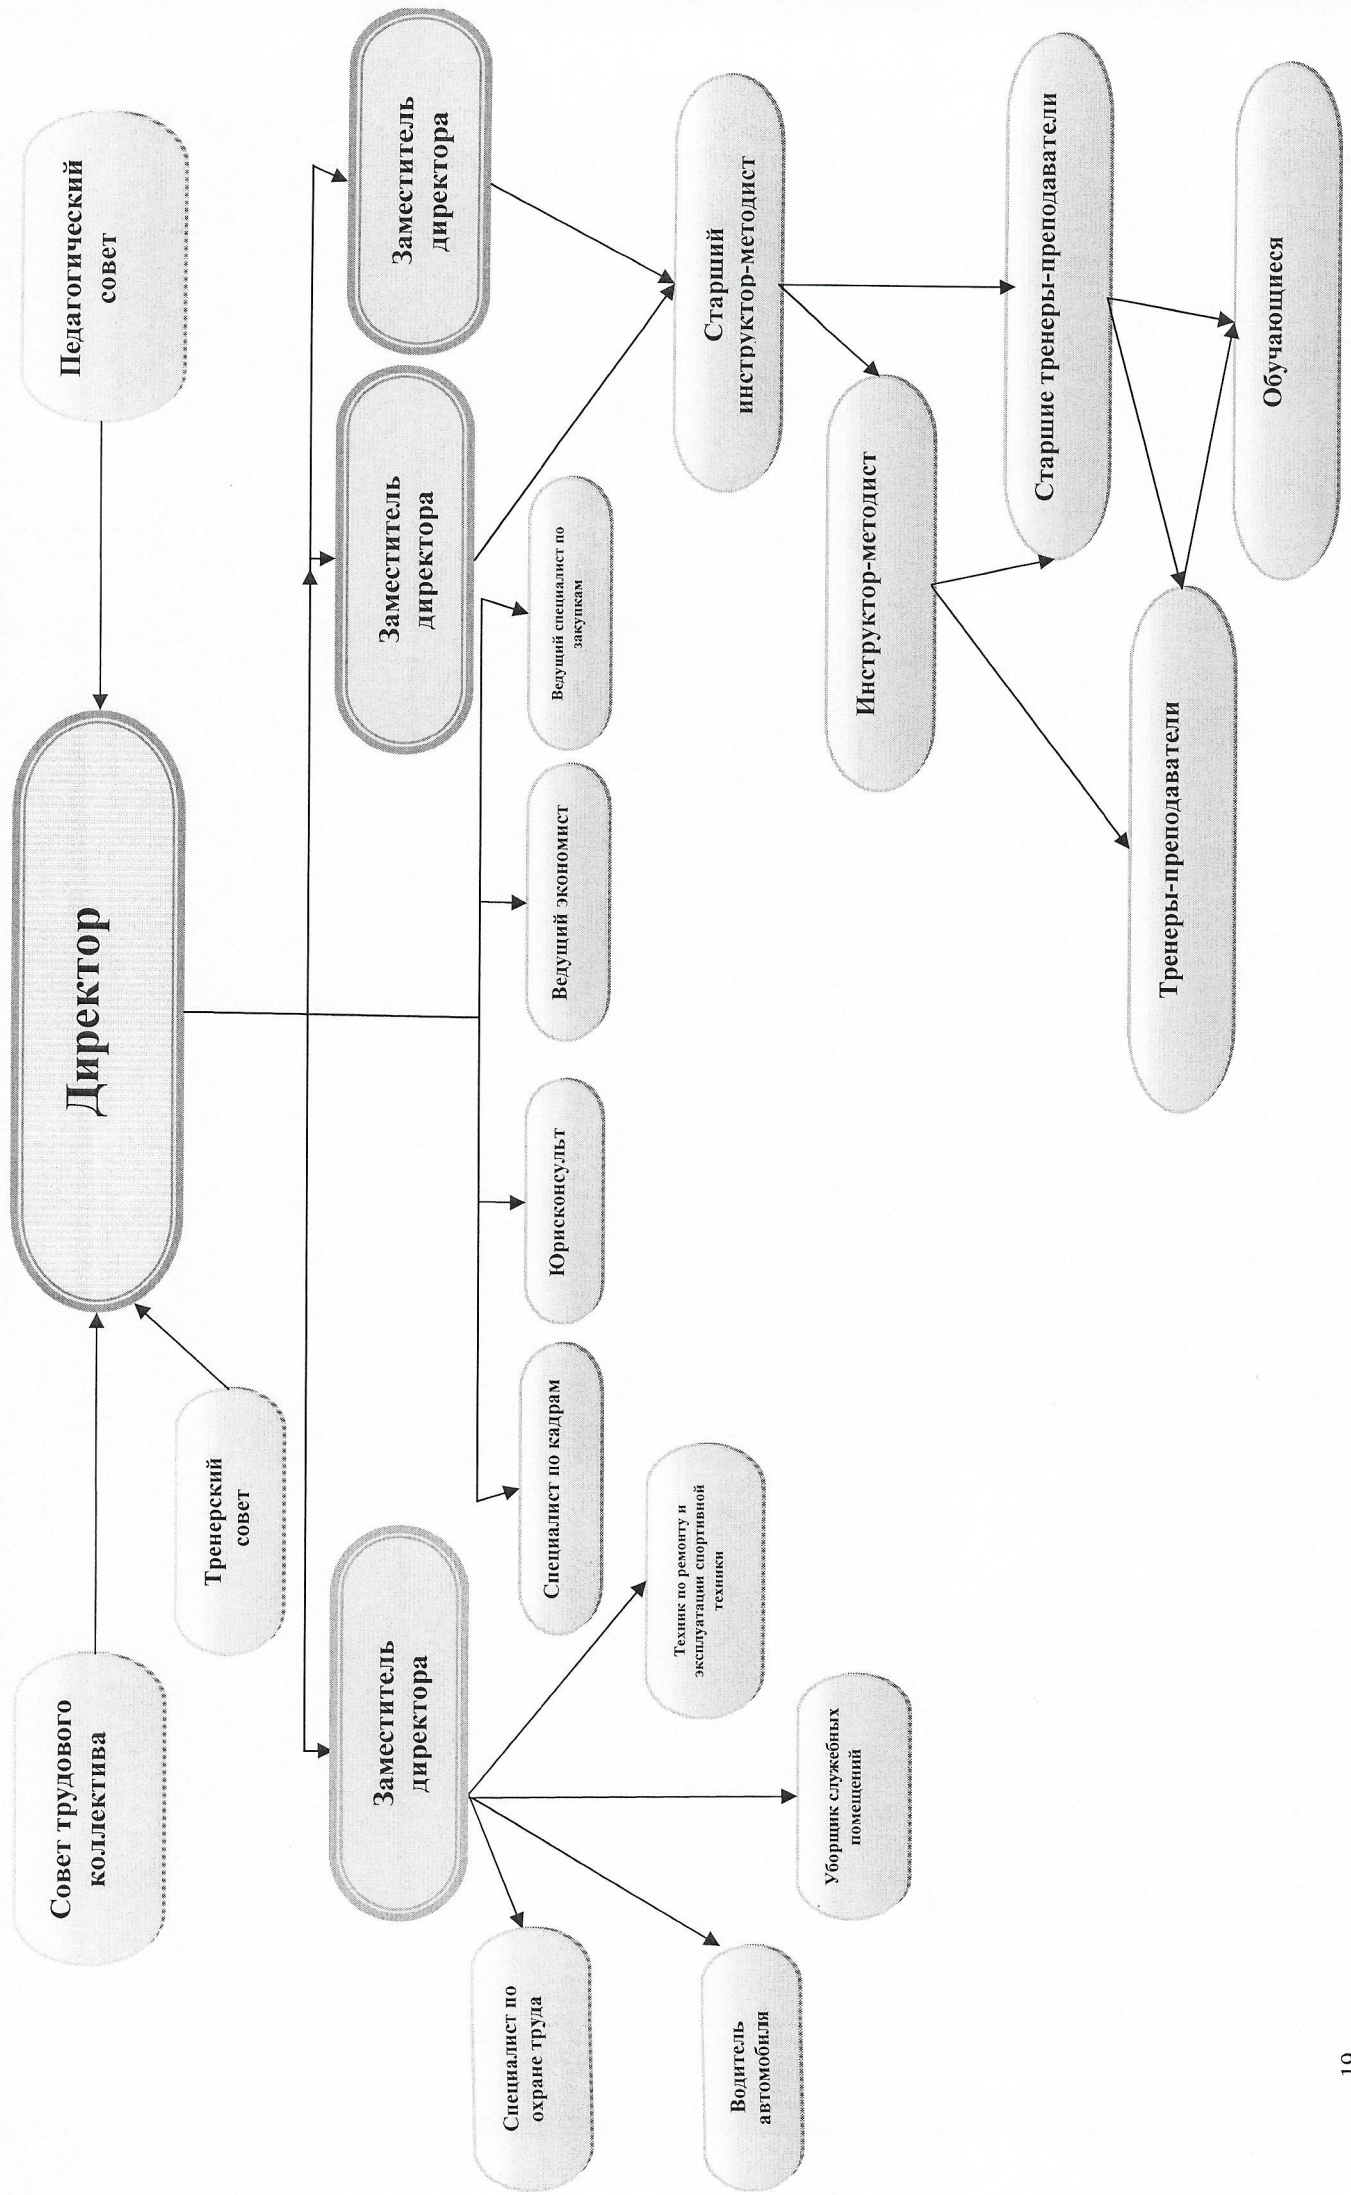 Директор
Совет трудового
коллектива
Педагогический
совет
Тренерский
совет
Заместитель
директора
Заместитель
директора
Заместитель
директора
Специалист по кадрам
Юрисконсульт
Ведущий экономист
Ведущий специалист по
закупкам
Специалист по
охране труда
Техник по ремонту и
эксплуатации спортивной
техники
Старший
инструктор-методист
Водитель
автомобиля
Уборщик служебных
помещений
Инструктор-методист
Старшие тренеры-преподаватели
Тренеры-преподаватели
Обучающиеся
19